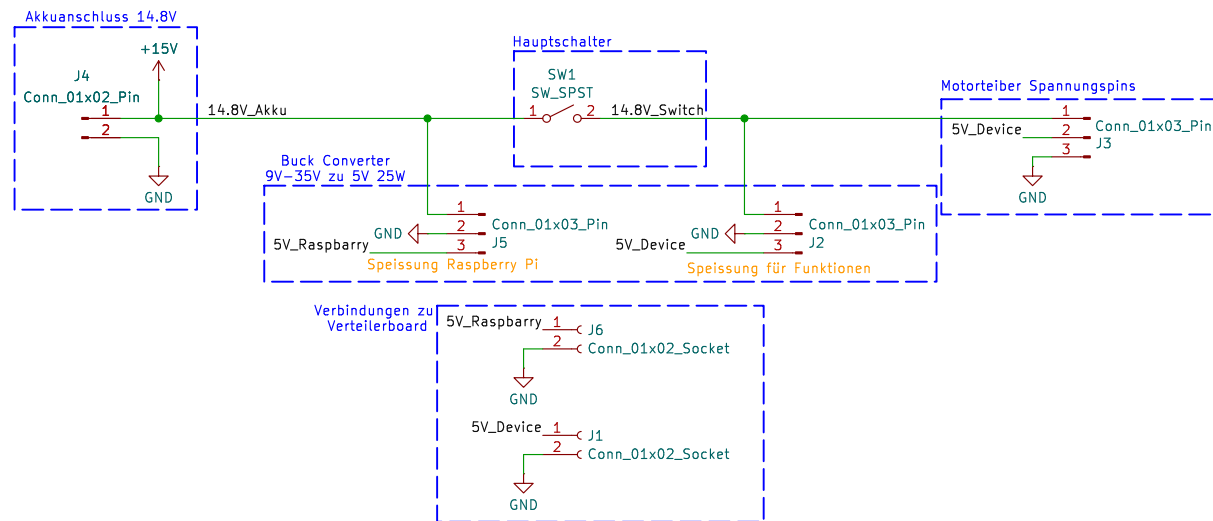 Akkuanschluss 14.8V
+15V
J4
Conn_01x02_Pin
1
2
GND
14.8V_Akku
Hauptschalter
SW1
SW_SPST
1
2
14.8V_Switch
Motorteiber Spannungspins
1
2
3
5V_Device
Conn_01x03_Pin
J3
GND
Buck Converter
9V-35V zu 5V 25W
1
2
3
GND
5V_Raspbarry
Conn_01x03_Pin
J5
Speissung Raspberry Pi
1
2
3
GND
5V_Device
Conn_01x03_Pin
J2
Speissung für Funktionen
Verbindungen zu
Verteilerboard
5V_Raspbarry
1
2
J6
Conn_01x02_Socket
GND
5V_Device
1
2
J1
Conn_01x02_Socket
GND